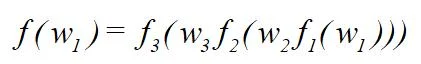 f(w₁) = f₃(w₃f₂(w₂f₁(w₁)))